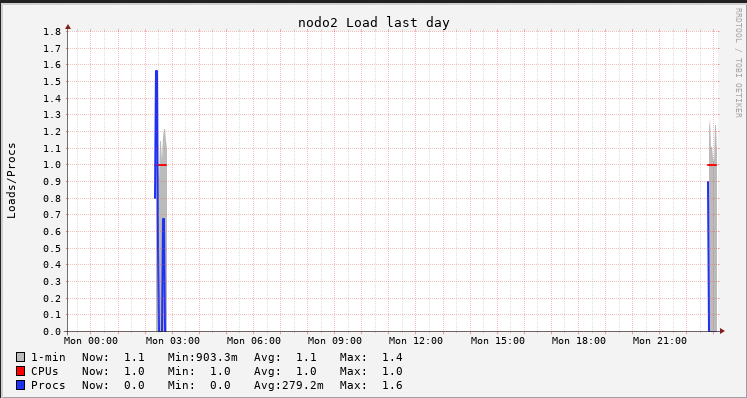 nodo2 Load last day
RRDTOOL / TOBI OETIKER
Loads/Procs
1.8
1.7
1.6
1.5
1.4
1.3
1.2
1.1
1.0
0.9
0.8
0.7
0.6
0.5
0.4
0.3
0.2
0.1
0.0
Mon 00:00 Mon 03:00 Mon 06:00 Mon 09:00 Mon 12:00 Mon 15:00 Mon 18:00 Mon 21:00
1-min Now: 1.1 Min:903.3m Avg: 1.1 Max: 1.4
CPUs Now: 1.0 Min: 1.0 Avg: 1.0 Max: 1.0
Procs Now: 0.0 Min: 0.0 Avg:279.2m Max: 1.6